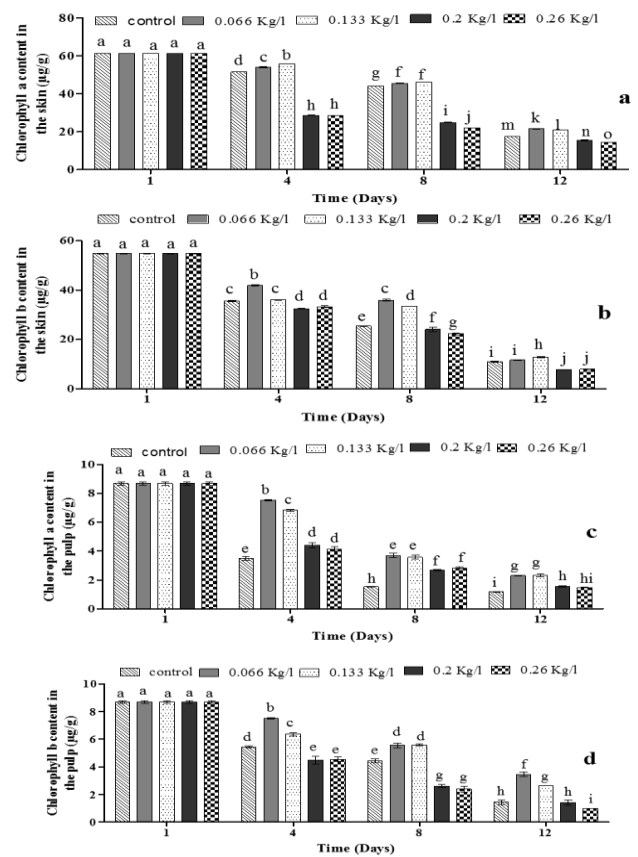 control 0.066 Kg/l 0.133 Kg/l 0.2 Kg/l 0.26 Kg/l
80
60
40
20
0
Chlorophyll a content in
the skin (µg/g)
a a a a a
d c b h h
g f f i j
m k l n o
a
1 4 8 12
Time (Days)
control 0.066 Kg/l 0.133 Kg/l 0.2 Kg/l 0.26 Kg/l
60
40
20
0
Chlorophyll b content in
the skin (µg/g)
a a a a a
c b c d d
e c d f g
i i h j j
b
1 4 8 12
Time (Days)
control 0.066 Kg/l 0.133 Kg/l 0.2 Kg/l 0.26 Kg/l
10
8
6
4
2
0
Chlorophyll a content in
the pulp (µg/g)
a a a a a
e b c d d
h e e f f
i g g h hi
c
1 4 8 12
Time (Days)
control 0.066 Kg/l 0.133 Kg/l 0.2 Kg/l 0.26 Kg/l
10
8
6
4
2
0
Chlorophyll b content in
the pulp (µg/g)
a a a a a
d b c e e
f d d g g
h f g h i
d
1 4 8 12
Time (Days)